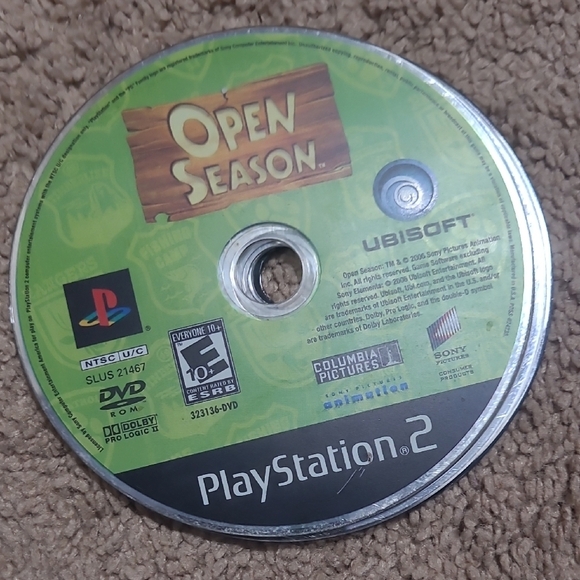 OPEN
SEASON
TM
UBISOFT
Open Season: TM & © 2006 Sony Pictures Animation
Inc. All rights reserved. Game Software excluding
Sony Elements: © 2006 Ubisoft Entertainment. All
rights reserved. Ubisoft, Ubi.com, and the Ubisoft logo
are trademarks of Ubisoft Entertainment in the U.S. and/or
other countries. Dolby, Pro Logic, and the double-D symbol
are trademarks of Dolby Laboratories.
NTSC U/C
SLUS 21467
DVD
ROM
DOLBY
PRO LOGIC II
EVERYONE 10+
E
10+
CONTENT RATED BY
ESRB
323136-DVD
COLUMBIA
PICTURES
SONY PICTURES
animation
SONY
PICTURES
CONSUMER
PRODUCTS
PlayStation®2